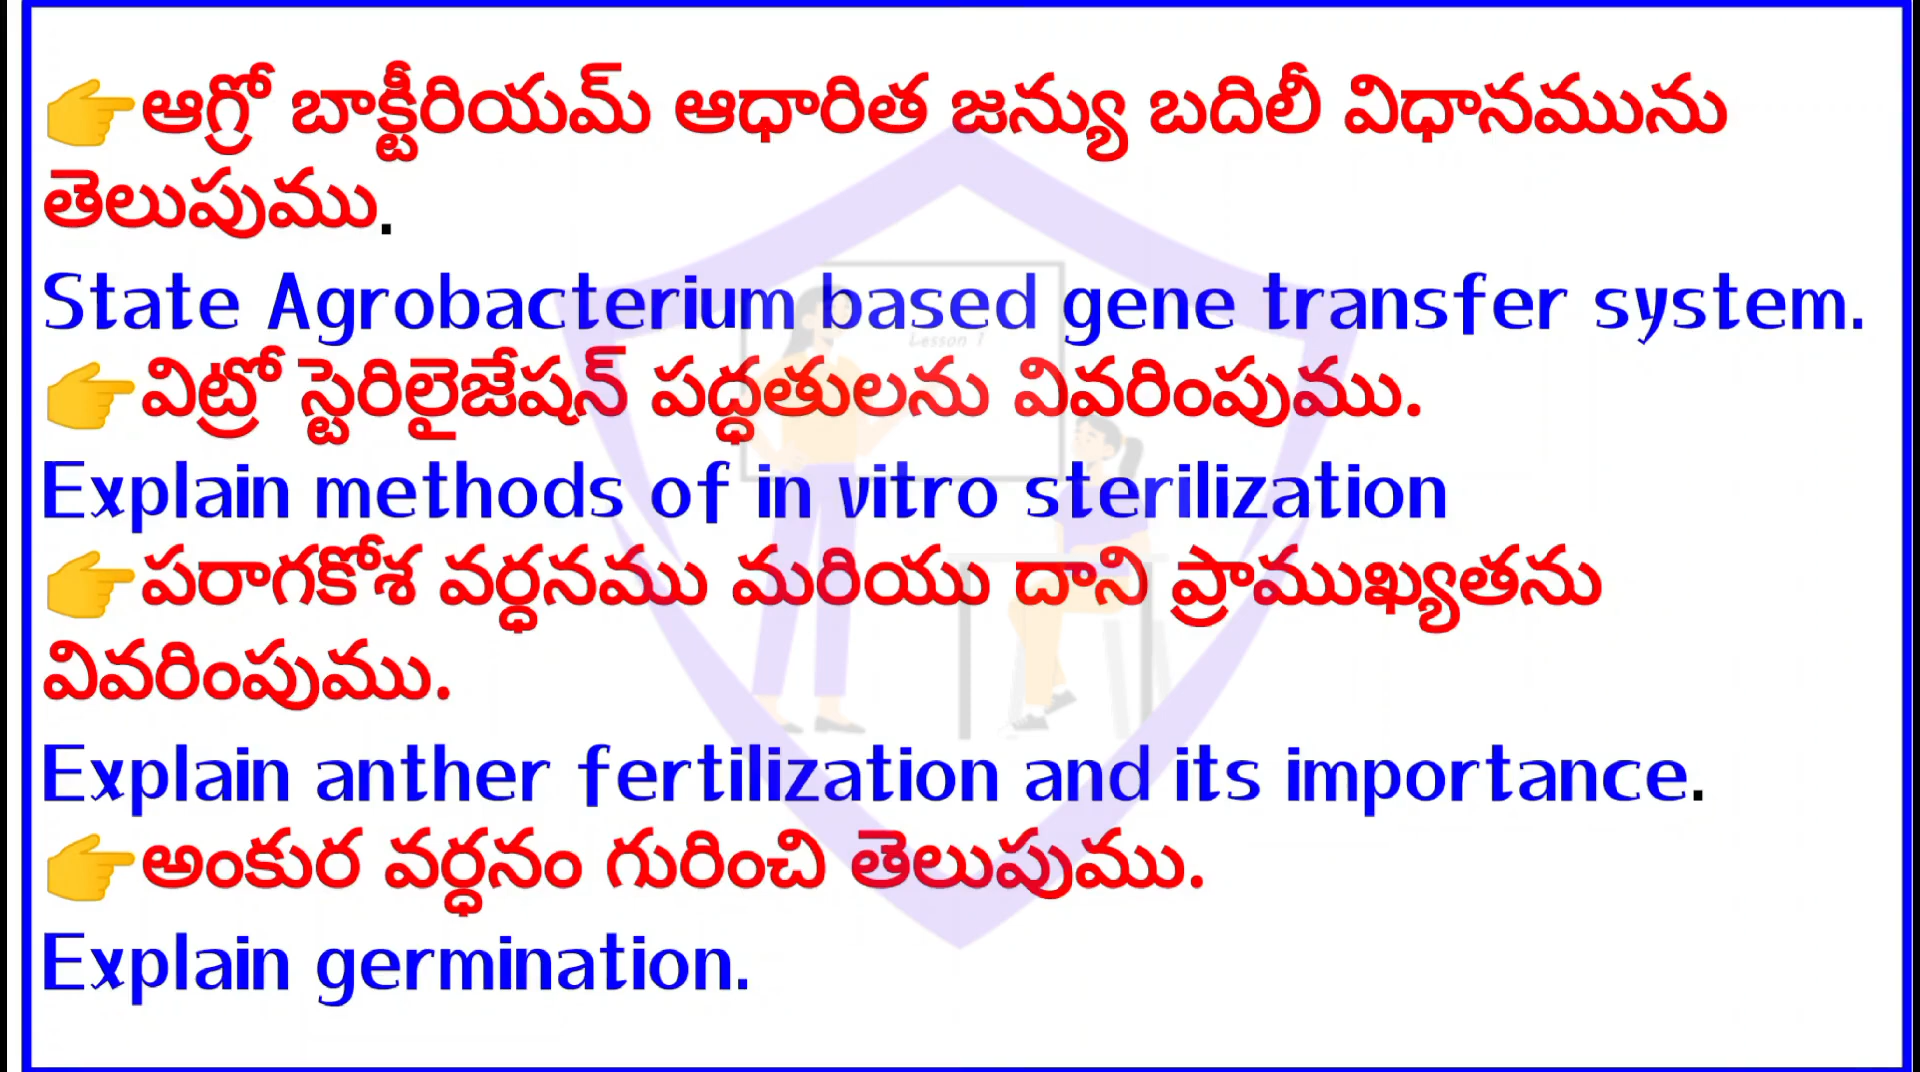 👉ఆగ్రో బాక్టీరియమ్ ఆధారిత జన్యు బదిలీ విధానమును
తెలుపుము.
State Agrobacterium based gene transfer system.
Lesson 1
👉విట్రో స్టెరిలైజేషన్ పద్ధతులను వివరింపుము.
Explain methods of in vitro sterilization
👉పరాగకోశ వర్ధనము మరియు దాని ప్రాముఖ్యతను
వివరింపుము.
Explain anther fertilization and its importance.
👉అంకుర వర్ధనం గురించి తెలుపుము.
Explain germination.